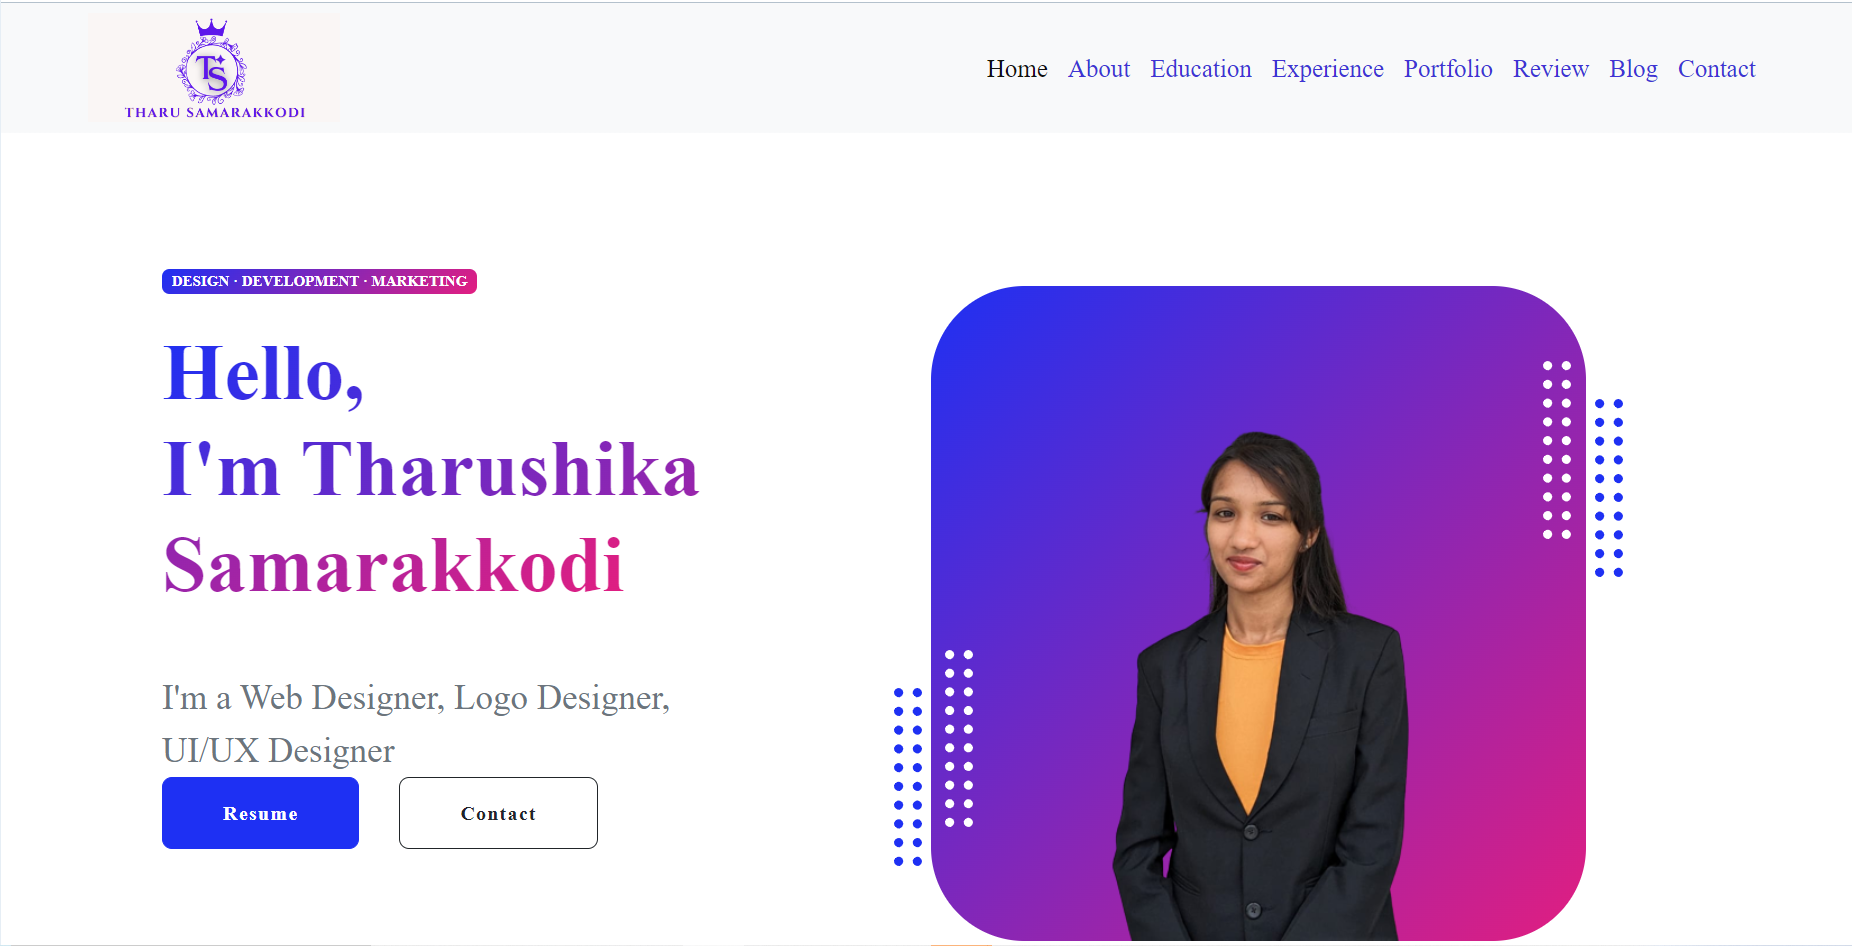 TS
THARU SAMARAKKODI
Home About Education Experience Portfolio Review Blog Contact
DESIGN · DEVELOPMENT · MARKETING
Hello,
I'm Tharushika
Samarakkodi
I'm a Web Designer, Logo Designer,
UI/UX Designer
Resume Contact